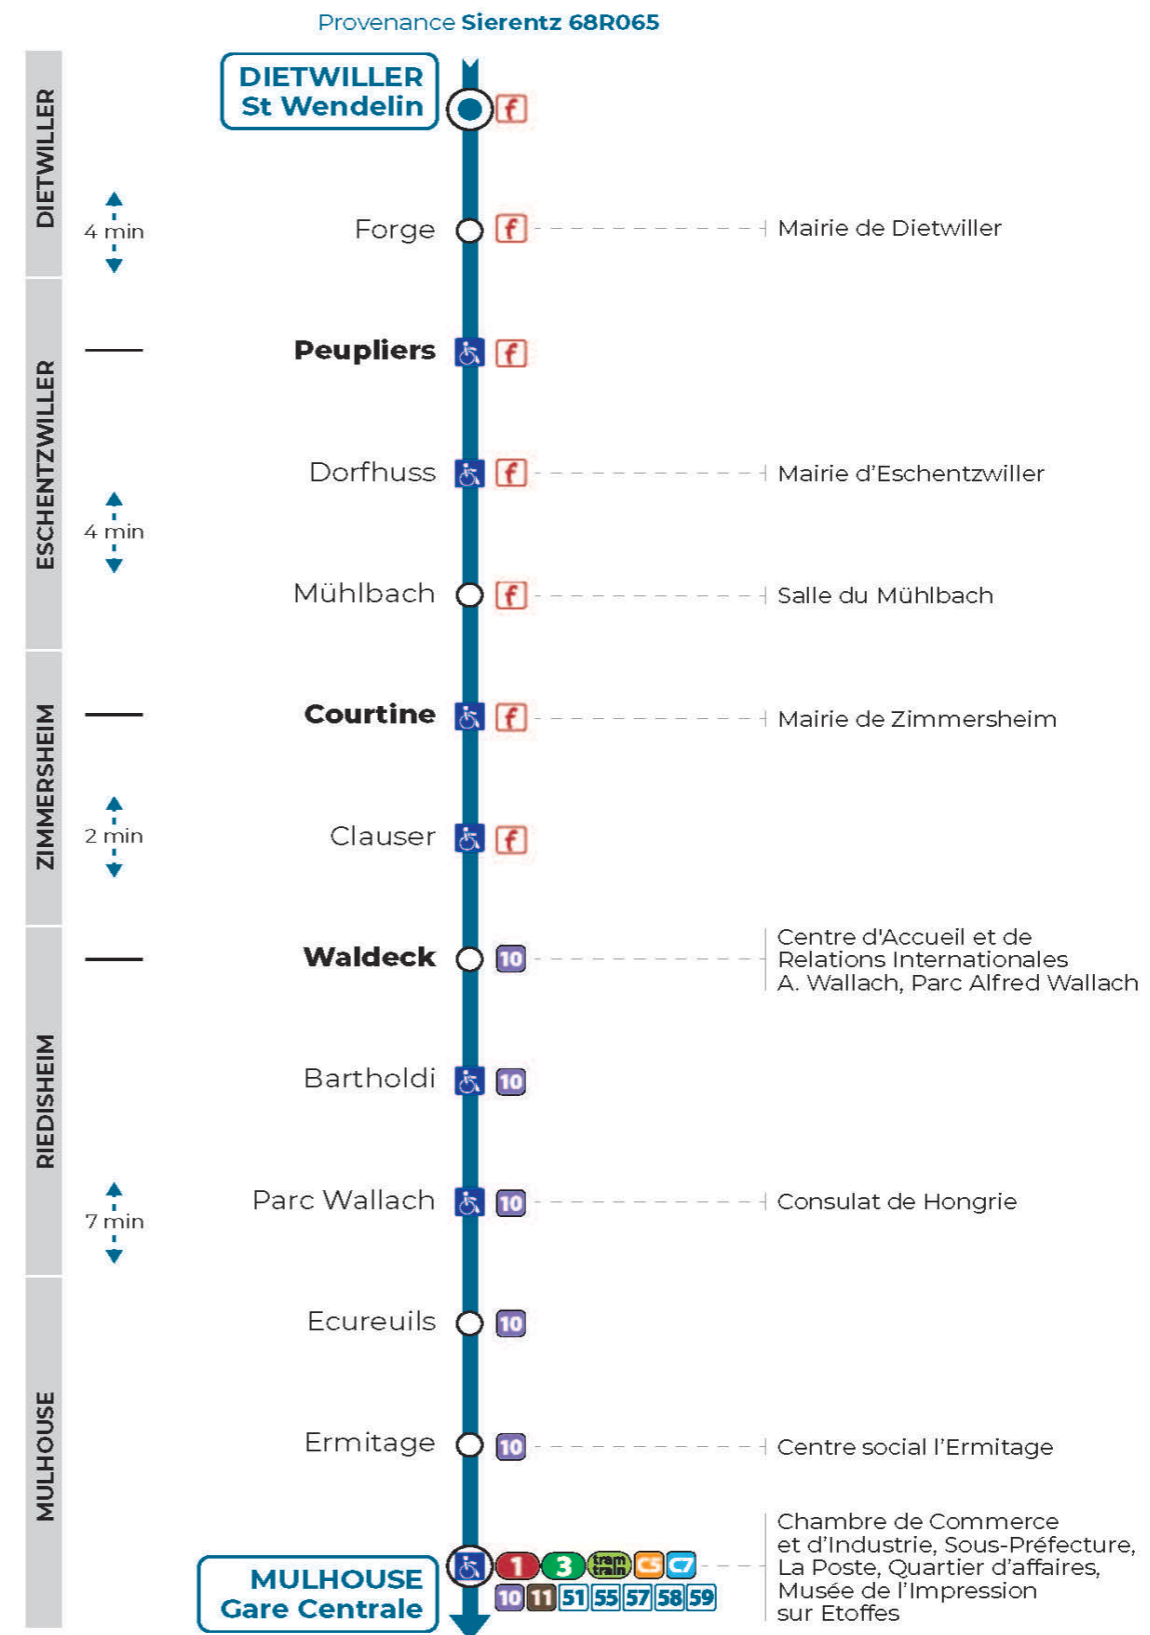 Provenance Sierentz 68R065
DIETWILLER
DIETWILLER
St Wendelin
f
4 min
Forge
f
Mairie de Dietwiller
ESCHENTZWILLER
Peupliers
f
Dorfhuss
f
Mairie d'Eschentzwiller
4 min
Mühlbach
f
Salle du Mühlbach
ZIMMERSHEIM
Courtine
f
Mairie de Zimmersheim
2 min
Clauser
f
RIEDISHEIM
Waldeck
10
Centre d'Accueil et de
Relations Internationales
A. Wallach, Parc Alfred Wallach
Bartholdi
10
7 min
Parc Wallach
10
Consulat de Hongrie
MULHOUSE
Ecureuils
10
Ermitage
10
Centre social l'Ermitage
MULHOUSE
Gare Centrale
1 3 tram train C5 C7
10 11 51 55 57 58 59
Chambre de Commerce
et d'Industrie, Sous-Préfecture,
La Poste, Quartier d'affaires,
Musée de l'Impression
sur Etoffes